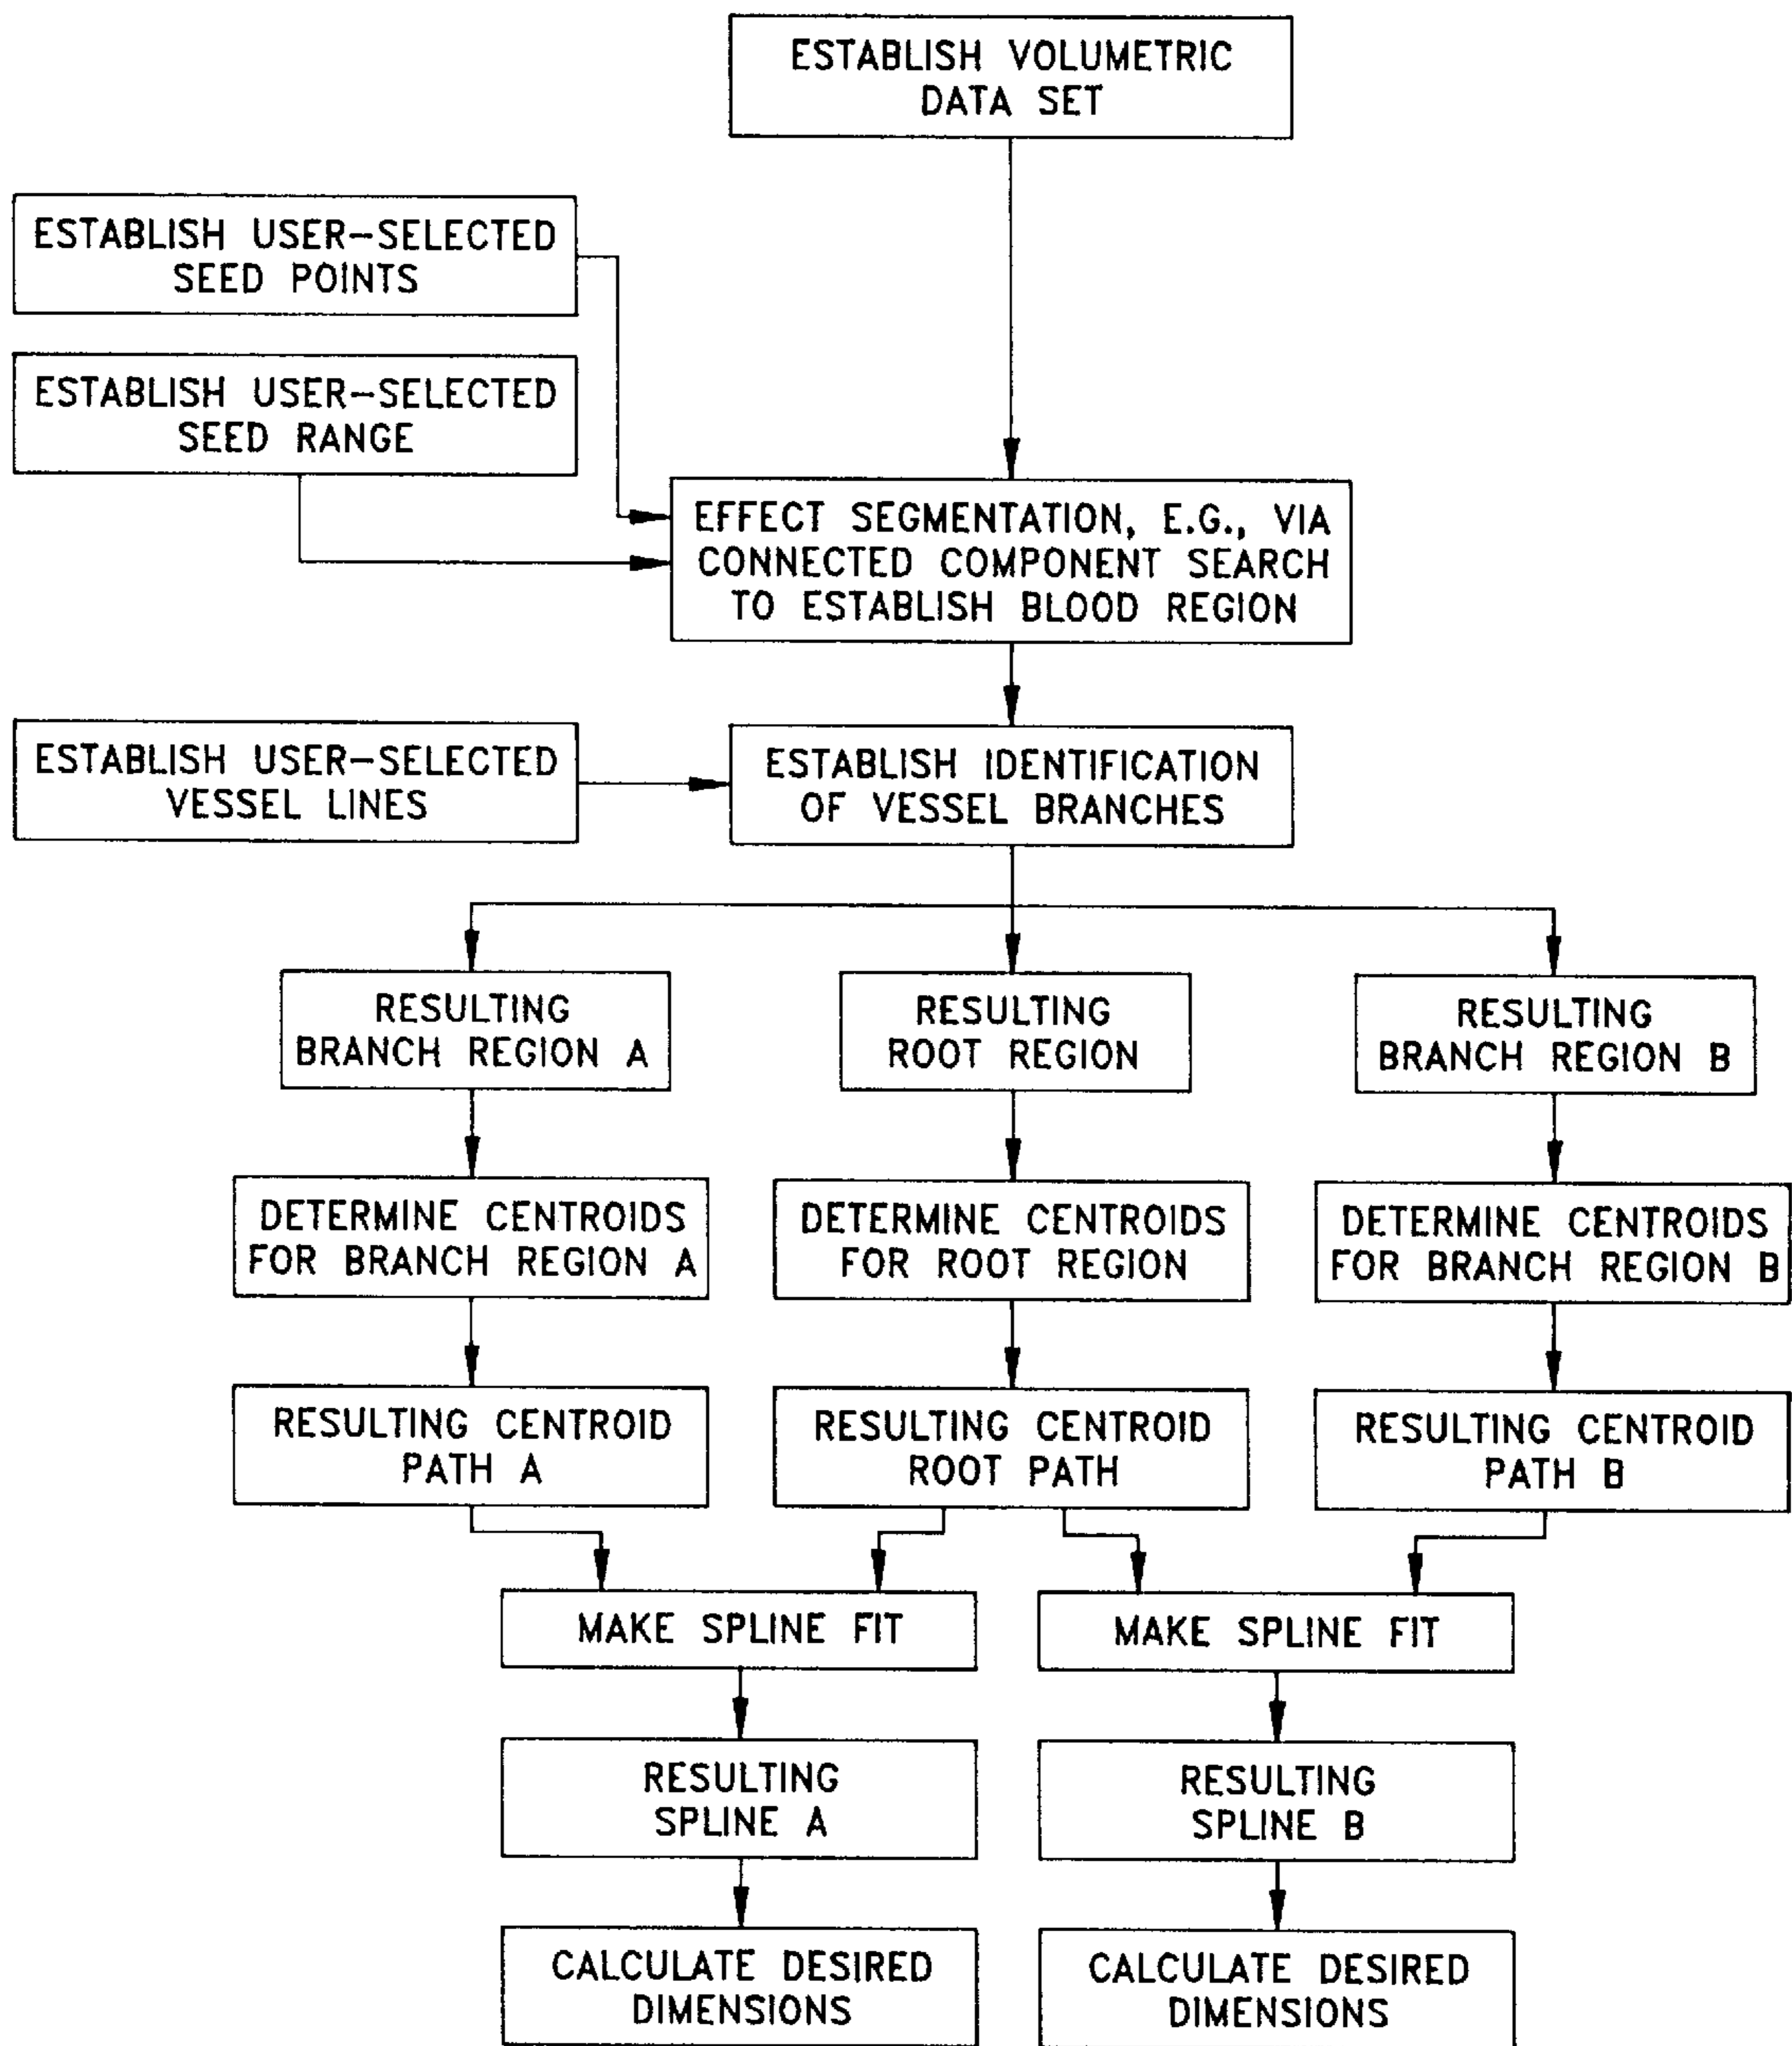 ESTABLISH VOLUMETRIC
DATA SET
ESTABLISH USER-SELECTED
SEED POINTS
ESTABLISH USER-SELECTED
SEED RANGE
EFFECT SEGMENTATION, E.G., VIA
CONNECTED COMPONENT SEARCH
TO ESTABLISH BLOOD REGION
ESTABLISH USER-SELECTED
VESSEL LINES
ESTABLISH IDENTIFICATION
OF VESSEL BRANCHES
RESULTING
BRANCH REGION A
RESULTING
ROOT REGION
RESULTING
BRANCH REGION B
DETERMINE CENTROIDS
FOR BRANCH REGION A
DETERMINE CENTROIDS
FOR ROOT REGION
DETERMINE CENTROIDS
FOR BRANCH REGION B
RESULTING CENTROID
PATH A
RESULTING CENTROID
ROOT PATH
RESULTING CENTROID
PATH B
MAKE SPLINE FIT
MAKE SPLINE FIT
RESULTING
SPLINE A
RESULTING
SPLINE B
CALCULATE DESIRED
DIMENSIONS
CALCULATE DESIRED
DIMENSIONS